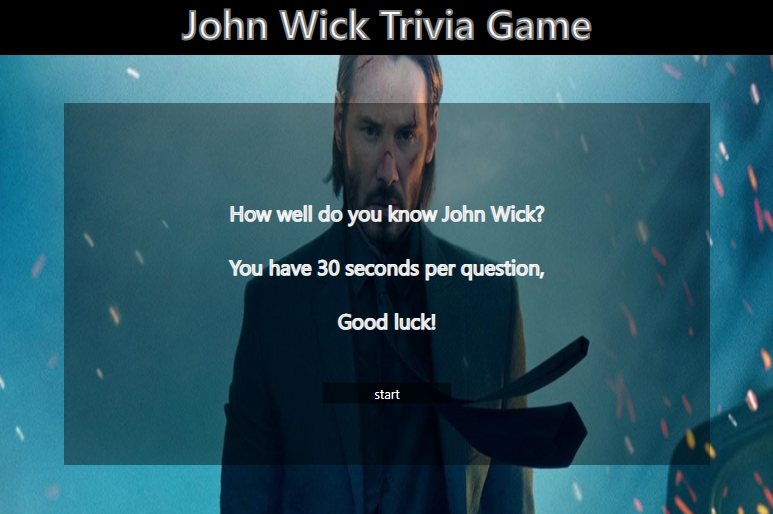 John Wick Trivia Game
How well do you know John Wick?
You have 30 seconds per question,
Good luck!
start